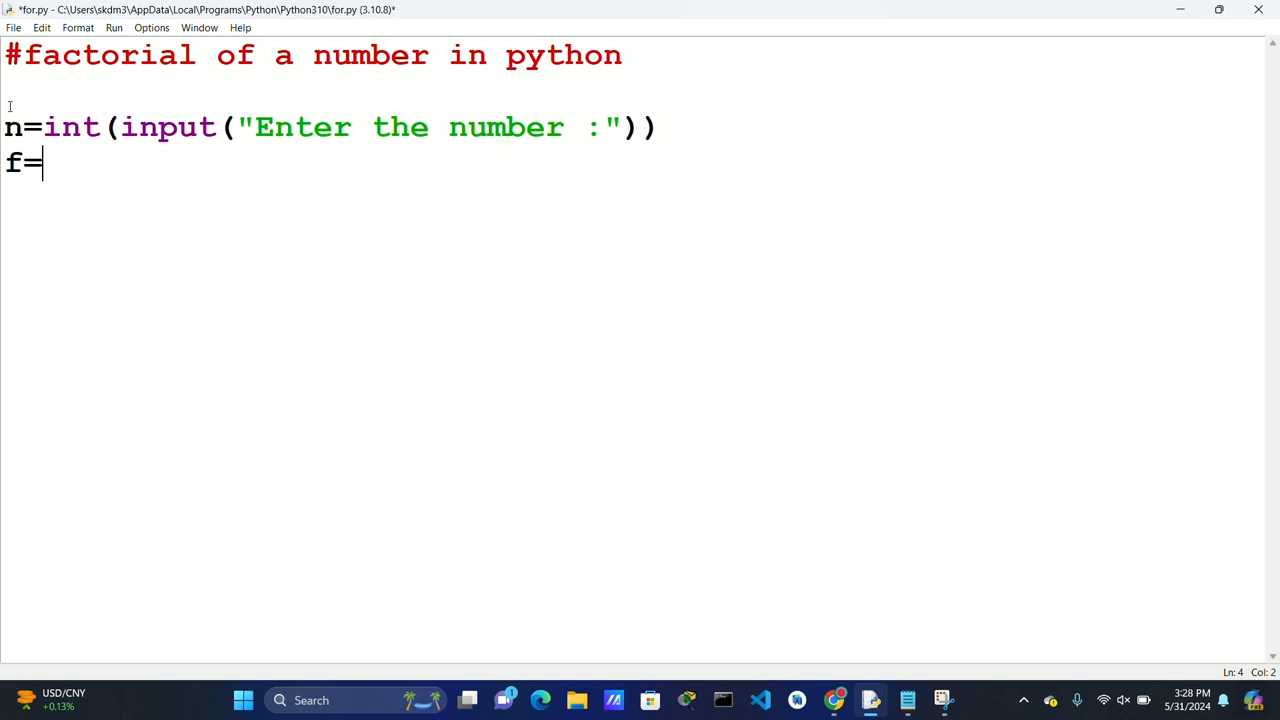 *for.py - C:\Users\skdm3\AppData\Local\Programs\Python\Python310\for.py (3.10.8)*
File Edit Format Run Options Window Help
#factorial of a number in python
n=int(input("Enter the number :"))
f=
Ln: 4 Col: 2
USD/CNY
+0.13%
Search
1
3:28 PM
5/31/2024